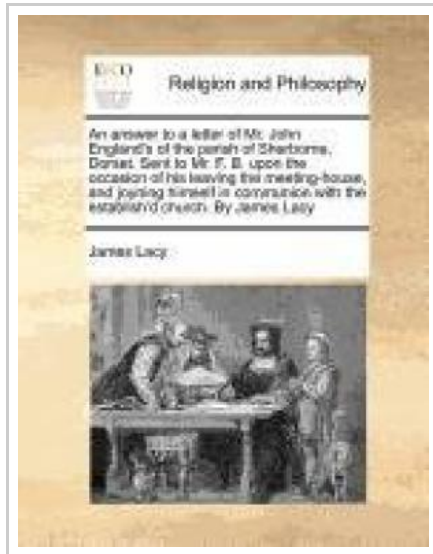 ECCO
Religion and Philosophy
An answer to a letter of Mr. John
England's of the parish of Sherborne,
Dorset. Sent to Mr. F. B. upon the
occasion of his leaving the meeting-house,
and joyning himself in communion with the
establish'd church. By James Lacy
James Lacy